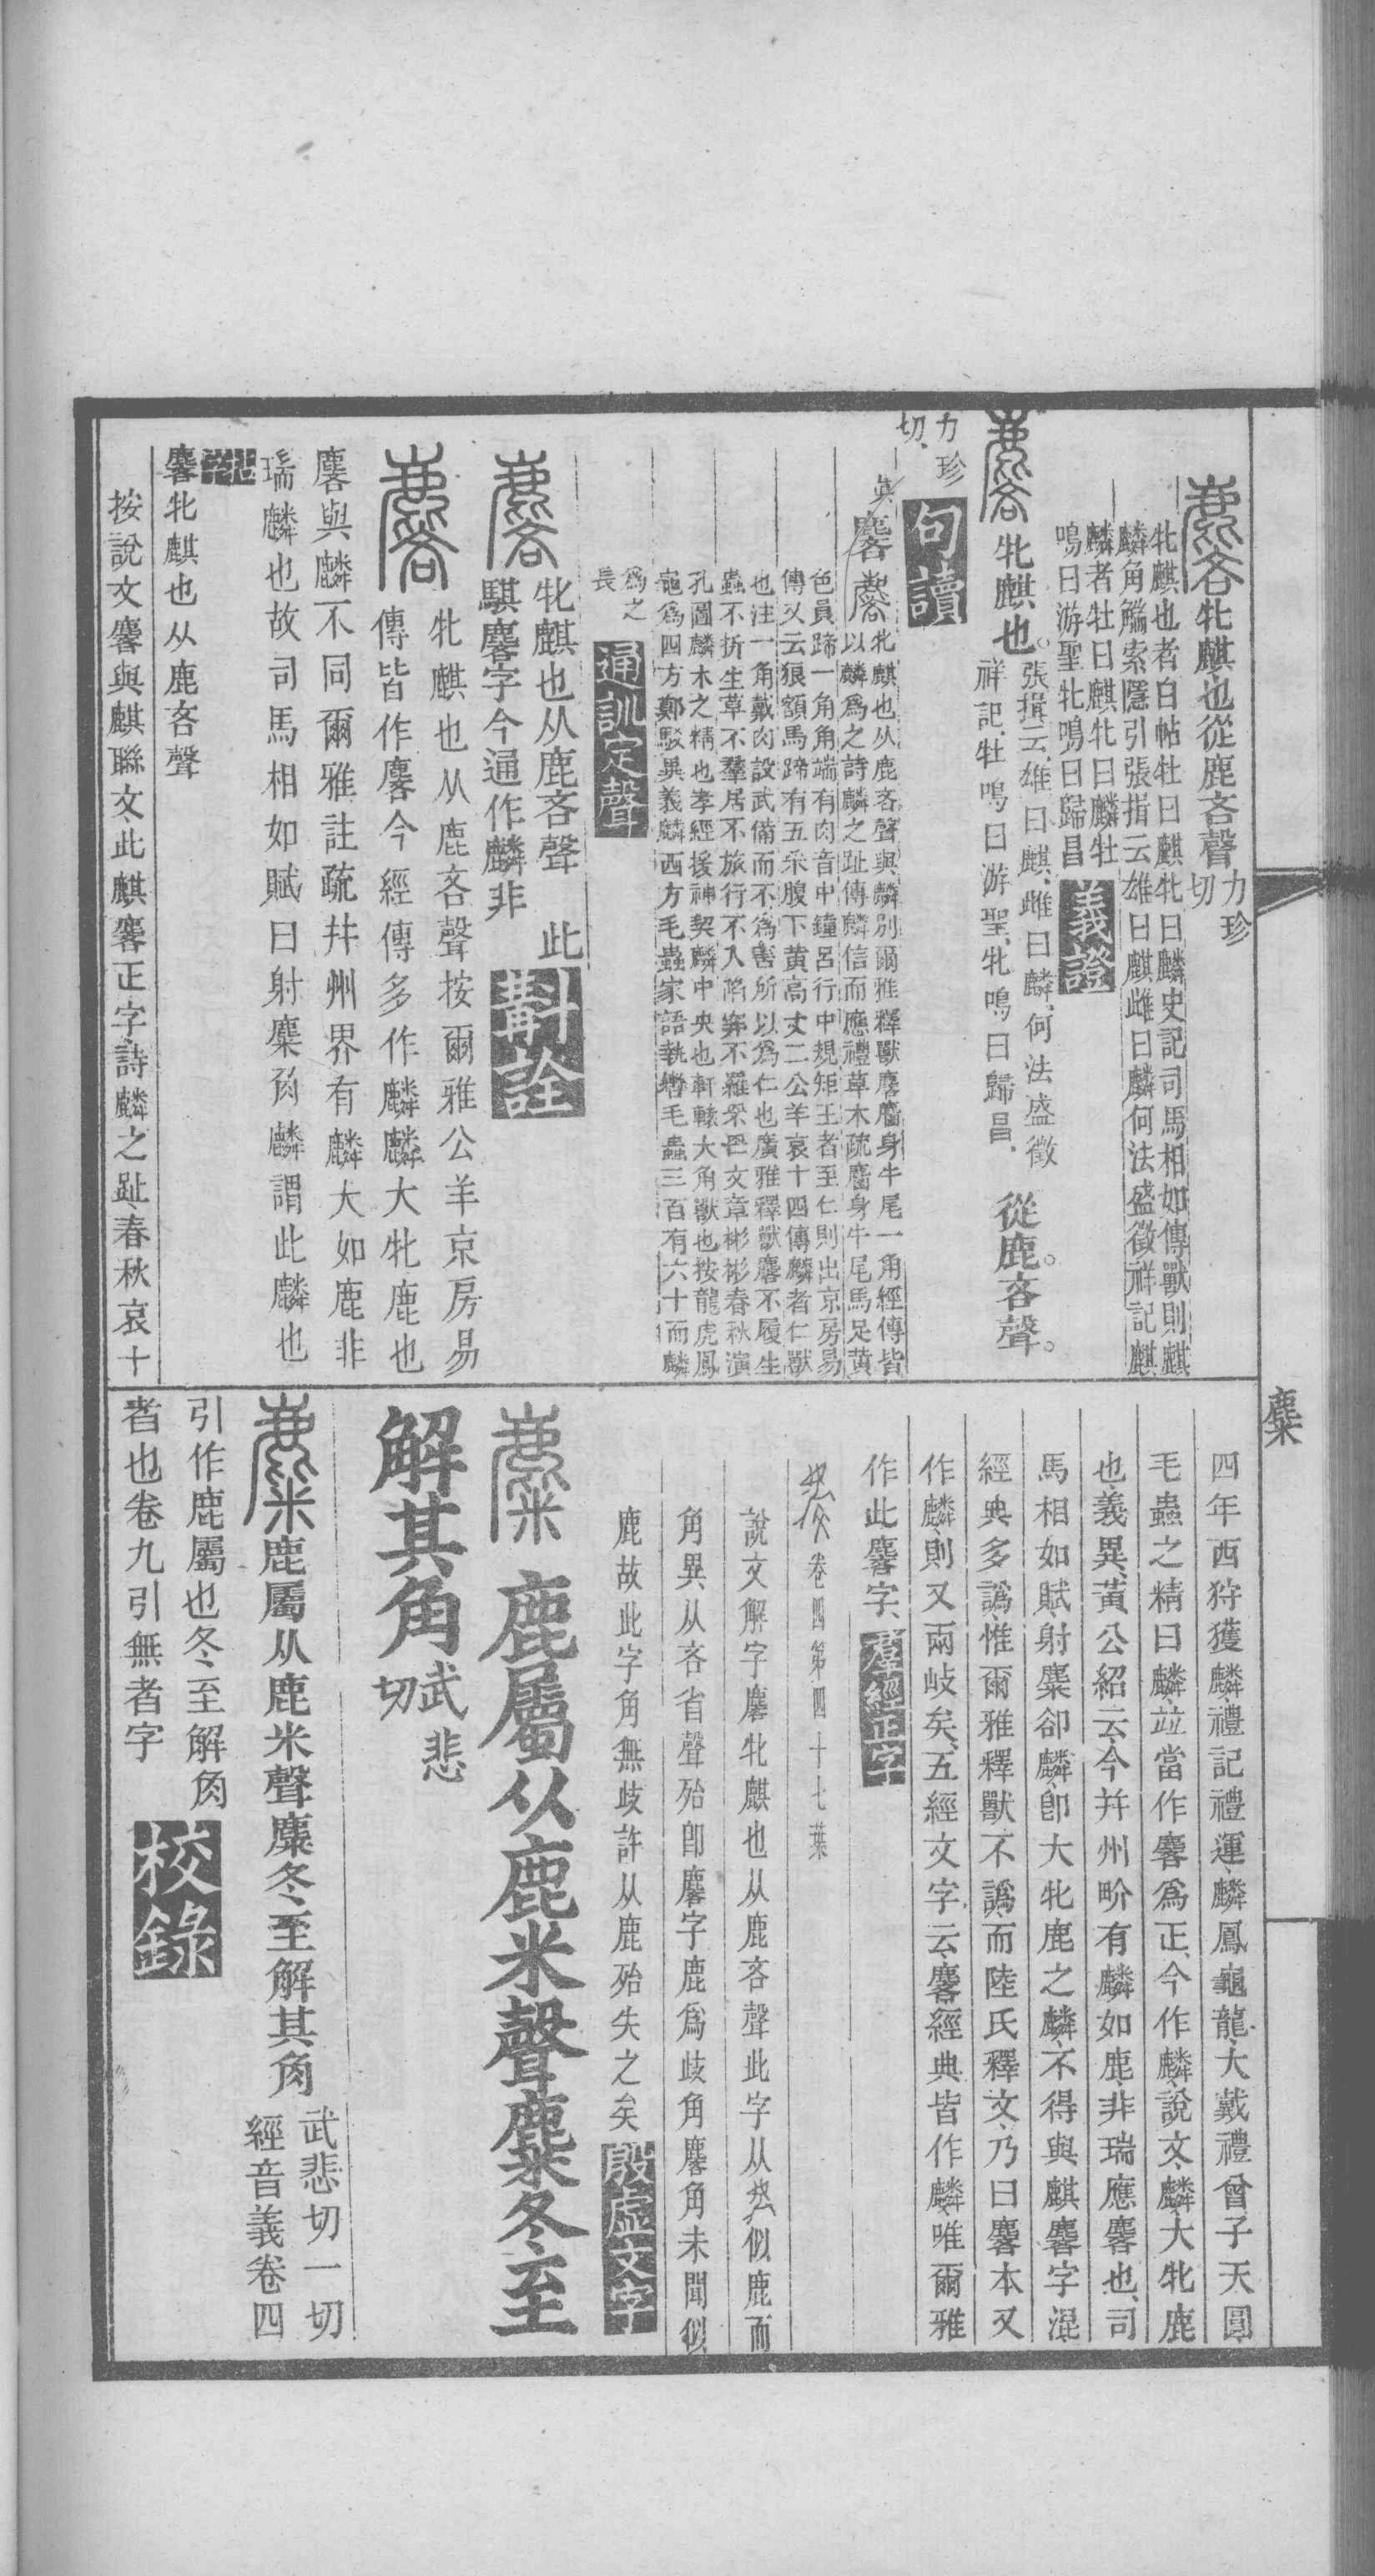 麐牝麒也從鹿吝聲力珍切
牝麒也者白帖牡曰麒牝曰麟史記司馬相如傳獸則麒
麟角觿索隱引張揖云雄曰麒雌曰麟何法盛徵祥記麒
麟者牡曰麒牝曰麟牡
鳴曰游聖牝鳴曰歸昌
義證
麐牝麒也。張揖云、雄曰麒、雌曰麟、何法盛徵
祥記、牡鳴曰游聖、牝鳴曰歸昌、
從鹿。吝聲。
力珍切、
句讀
麐
牝麒也从鹿吝聲與麟別爾雅釋獸麐麕身牛尾一角經傳皆
以麟爲之詩麟之趾傳麟信而應禮草木疏麕身牛尾馬足黄
色員蹄一角角端有肉音中鐘呂行中規矩王者至仁則出京房易
傳又云狼額馬蹄有五采腹下黄高丈二公羊哀十四傳麟者仁獸
也注一角戴肉設武備而不爲害所以爲仁也廣雅釋獸麐不履生
蟲不折生草不羣居不旅行不入陷穽不羅罘罔文章彬彬春秋演
孔圖麟木之精也孝經援神契麟中央也軒轅大角獸也按龍虎鳳
龜爲四方鄭駁異義麟西方毛蟲家語執轡毛蟲三百有六十而麟
爲之
長
通訓定聲
牝麒也从鹿吝聲 此
騏麐字今通作麟非
斠詮
牝麒也从鹿吝聲按爾雅公羊京房易
傳皆作麐今經傳多作麟麟大牝鹿也
麐與麟不同爾雅註疏并州界有麟大如鹿非
瑞麟也故司馬相如賦曰射麋角麟謂此麟也
麐牝麒也从鹿吝聲
按說文麐與麒聯文、此麒麐正字、詩麟之趾、春秋哀十
四年西狩獲麟、禮記禮運、麟鳳龜龍、大戴禮曾子天圓
毛蟲之精曰麟、竝當作麐爲正、今作麟、說文、麟、大牝鹿
也、義異、黃公紹云、今并州畍有麟如鹿、非瑞應麐也、司
馬相如賦、射麋卻麟、卽大牝鹿之麟、不得與麒麐字混、
經典多譌、惟爾雅釋獸、不譌、而陸氏釋文、乃曰麐本又
作麟、則又兩岐矣、五經文字云、麐經典皆作麟、唯爾雅
作此麐字、
羣經正字
卷四第四十七葉
說文解字麐牝麒也从鹿吝聲此字从似鹿而
角異从吝省聲殆即麐字鹿爲歧角麐角未聞似
鹿故此字角無歧許从鹿殆失之矣
殷虛文字
麋 鹿屬从鹿米聲麋冬至
解其角武悲切
麋鹿屬从鹿米聲麋冬至解其角武悲切一切
經音義卷四
引作鹿屬也冬至解角
者也卷九引無者字
校錄
麋